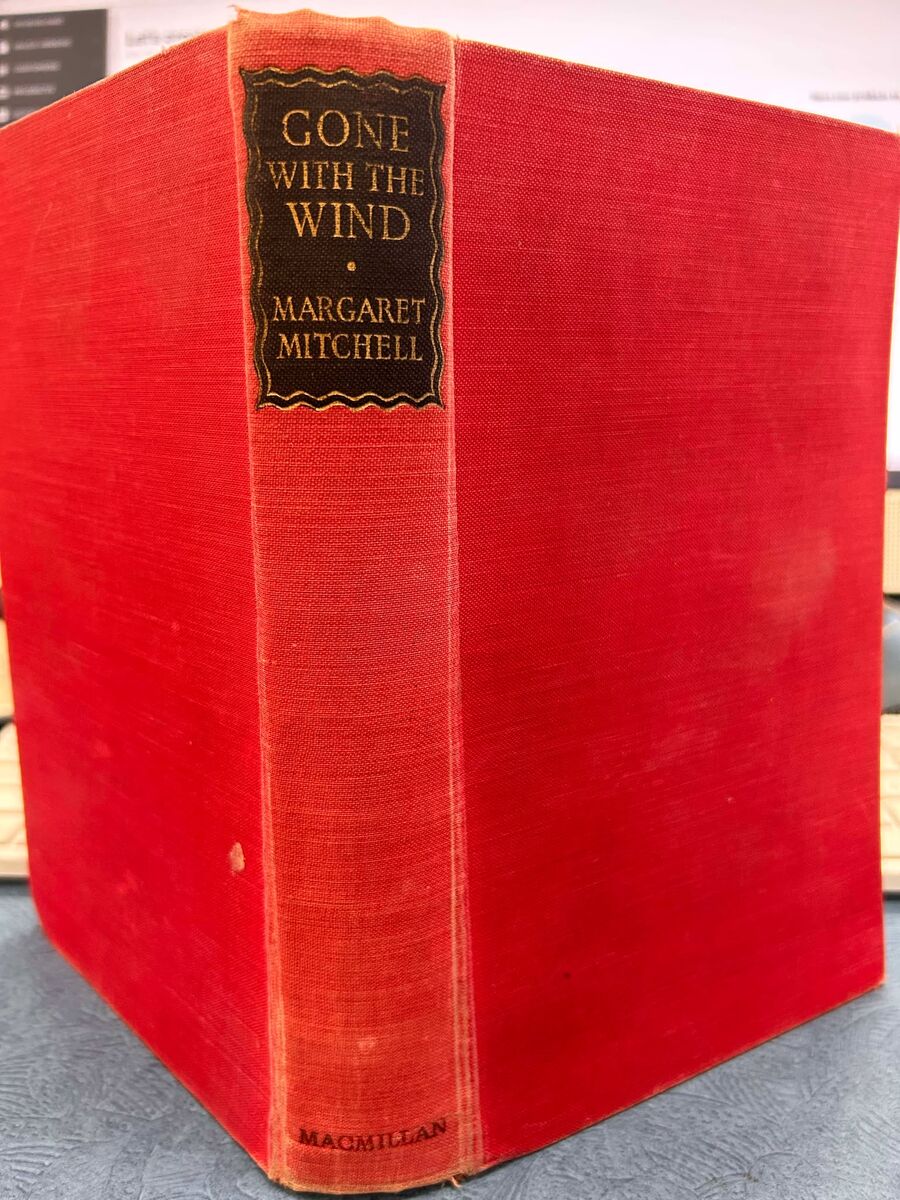 GONE
WITH THE
WIND
MARGARET
MITCHELL
MACMILLAN